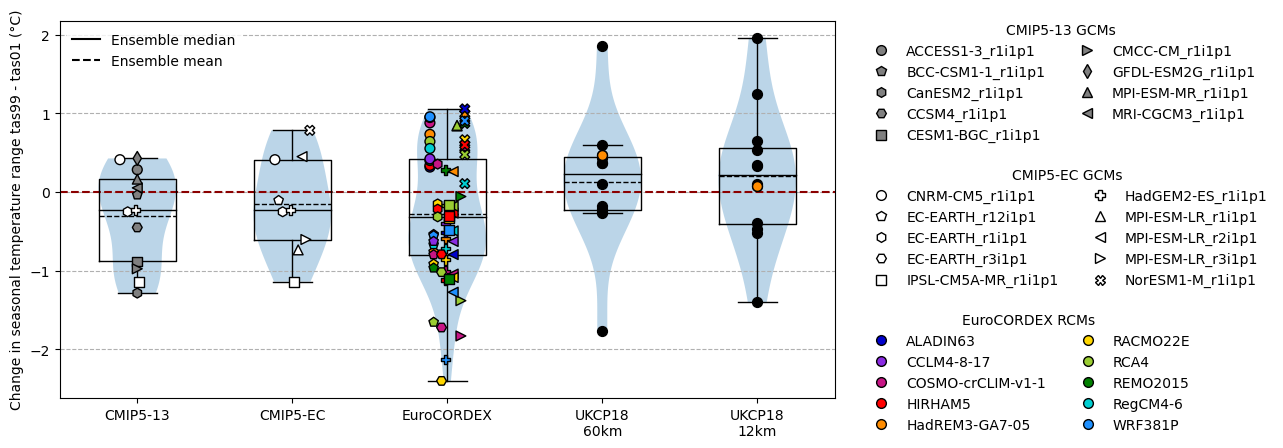 Change in seasonal temperature range tas99 - tas01 (°C)
2
1
0
−1
−2
Ensemble median
Ensemble mean
CMIP5-13
CMIP5-EC
EuroCORDEX
UKCP18
60km
UKCP18
12km
CMIP5-13 GCMs
ACCESS1-3_r1i1p1
BCC-CSM1-1_r1i1p1
CanESM2_r1i1p1
CCSM4_r1i1p1
CESM1-BGC_r1i1p1
CMCC-CM_r1i1p1
GFDL-ESM2G_r1i1p1
MPI-ESM-MR_r1i1p1
MRI-CGCM3_r1i1p1
CMIP5-EC GCMs
CNRM-CM5_r1i1p1
EC-EARTH_r12i1p1
EC-EARTH_r1i1p1
EC-EARTH_r3i1p1
IPSL-CM5A-MR_r1i1p1
HadGEM2-ES_r1i1p1
MPI-ESM-LR_r1i1p1
MPI-ESM-LR_r2i1p1
MPI-ESM-LR_r3i1p1
NorESM1-M_r1i1p1
EuroCORDEX RCMs
ALADIN63
CCLM4-8-17
COSMO-crCLIM-v1-1
HIRHAM5
HadREM3-GA7-05
RACMO22E
RCA4
REMO2015
RegCM4-6
WRF381P